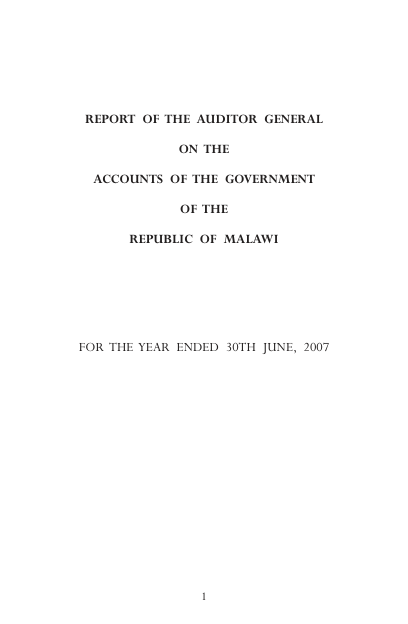 REPORT OF THE AUDITOR GENERAL
ON THE
ACCOUNTS OF THE GOVERNMENT
OF THE
REPUBLIC OF MALAWI
FOR THE YEAR ENDED 30TH JUNE, 2007
1